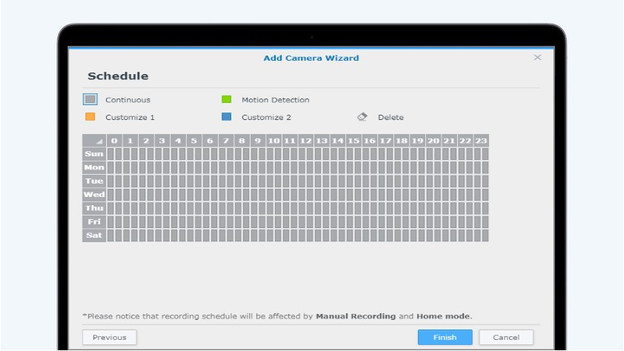 Add Camera Wizard
Schedule
Continuous Motion Detection
Customize 1 Customize 2 Delete
0 1 2 3 4 5 6 7 8 9 10 11 12 13 14 15 16 17 18 19 20 21 22 23
Sun
Mon
Tue
Wed
Thu
Fri
Sat
*Please notice that recording schedule will be affected by Manual Recording and Home mode.
Previous Finish Cancel